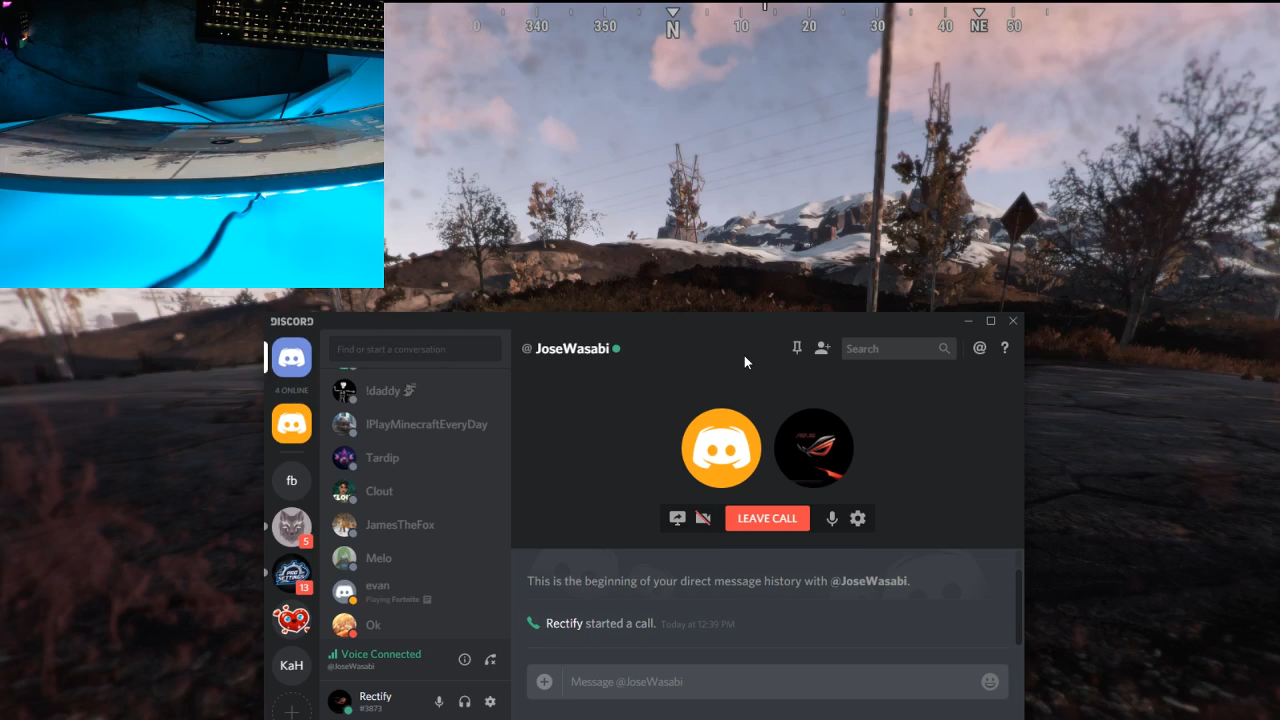 0 340 350 N 10 20 30 40 NE 50
DISCORD
Find or start a conversation
@ JoseWasabi
Search
@ ?
4 ONLINE
!daddy
IPlayMinecraftEveryDay
Tardip
fb
Clout
JamesTheFox
5
LEAVE CALL
Melo
13
evan
Playing Fortnite
Ok
This is the beginning of your direct message history with @JoseWasabi.
Rectify started a call. Today at 12:39 PM
KaH
Voice Connected
@JoseWasabi
Message @JoseWasabi
Rectify
#3873